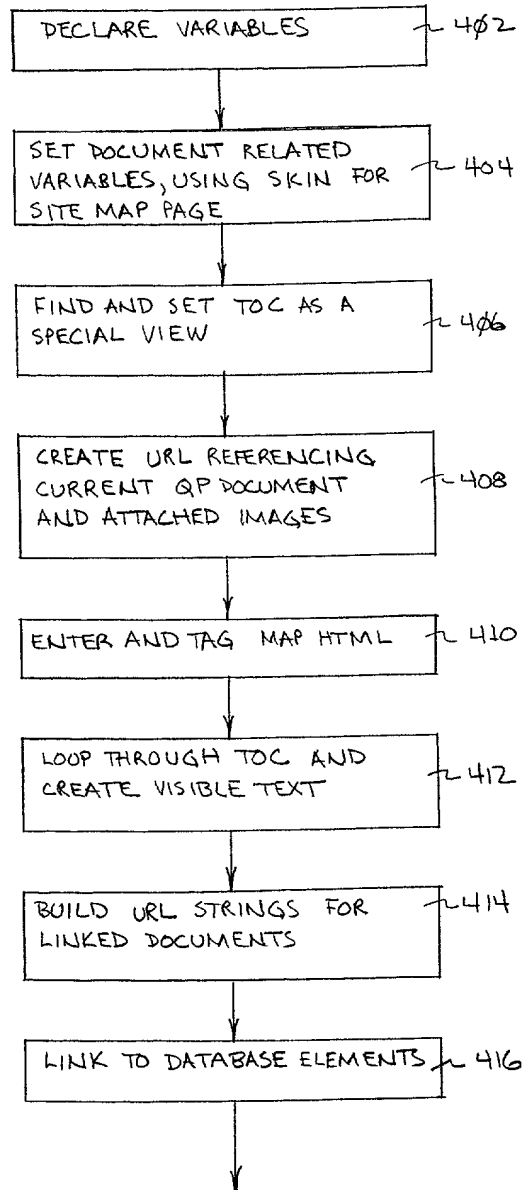 DECLARE VARIABLES
402
SET DOCUMENT RELATED
VARIABLES, USING SKIN FOR
SITE MAP PAGE
404
FIND AND SET TOC AS A
SPECIAL VIEW
406
CREATE URL REFERENCING
CURRENT QP DOCUMENT
AND ATTACHED IMAGES
408
ENTER AND TAG MAP HTML
410
LOOP THROUGH TOC AND
CREATE VISIBLE TEXT
412
BUILD URL STRINGS FOR
LINKED DOCUMENTS
414
LINK TO DATABASE ELEMENTS
416